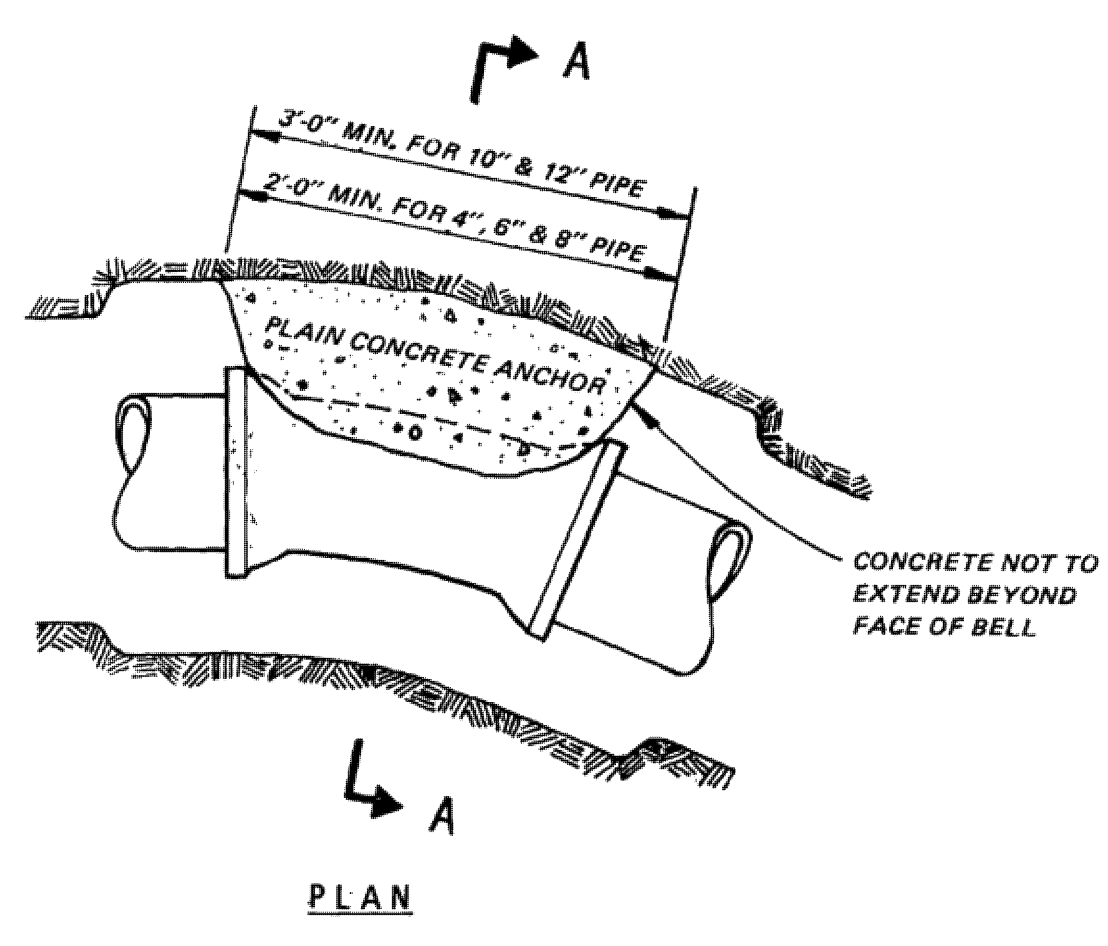 A
3'-0" MIN. FOR 10" & 12" PIPE
2'-0" MIN. FOR 4", 6" & 8" PIPE
PLAIN CONCRETE ANCHOR
CONCRETE NOT TO
EXTEND BEYOND
FACE OF BELL
A
PLAN